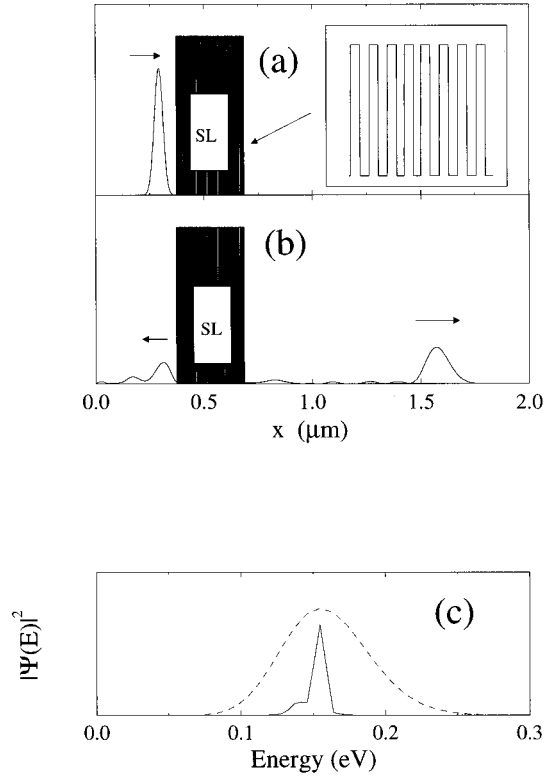 (a)
SL
(b)
SL
0.0 0.5 1.0 1.5 2.0
x (μm)
|Ψ(E)|²
(c)
0.0 0.1 0.2 0.3
Energy (eV)